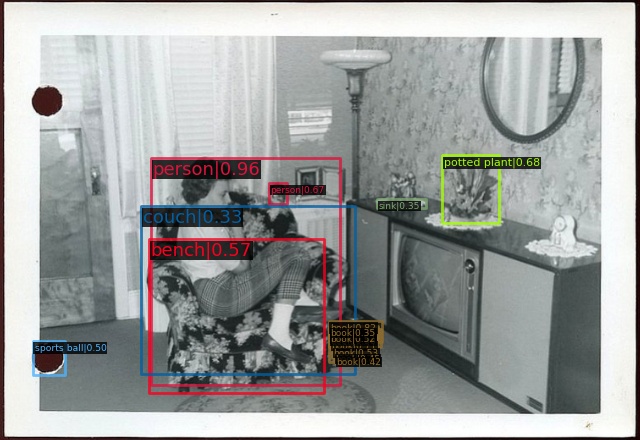 person|0.96
person|0.67
potted plant|0.68
sink|0.35
couch|0.33
bench|0.57
sports ball|0.50
book|0.82
book|0.35
book|0.52
book|0.53
book|0.42